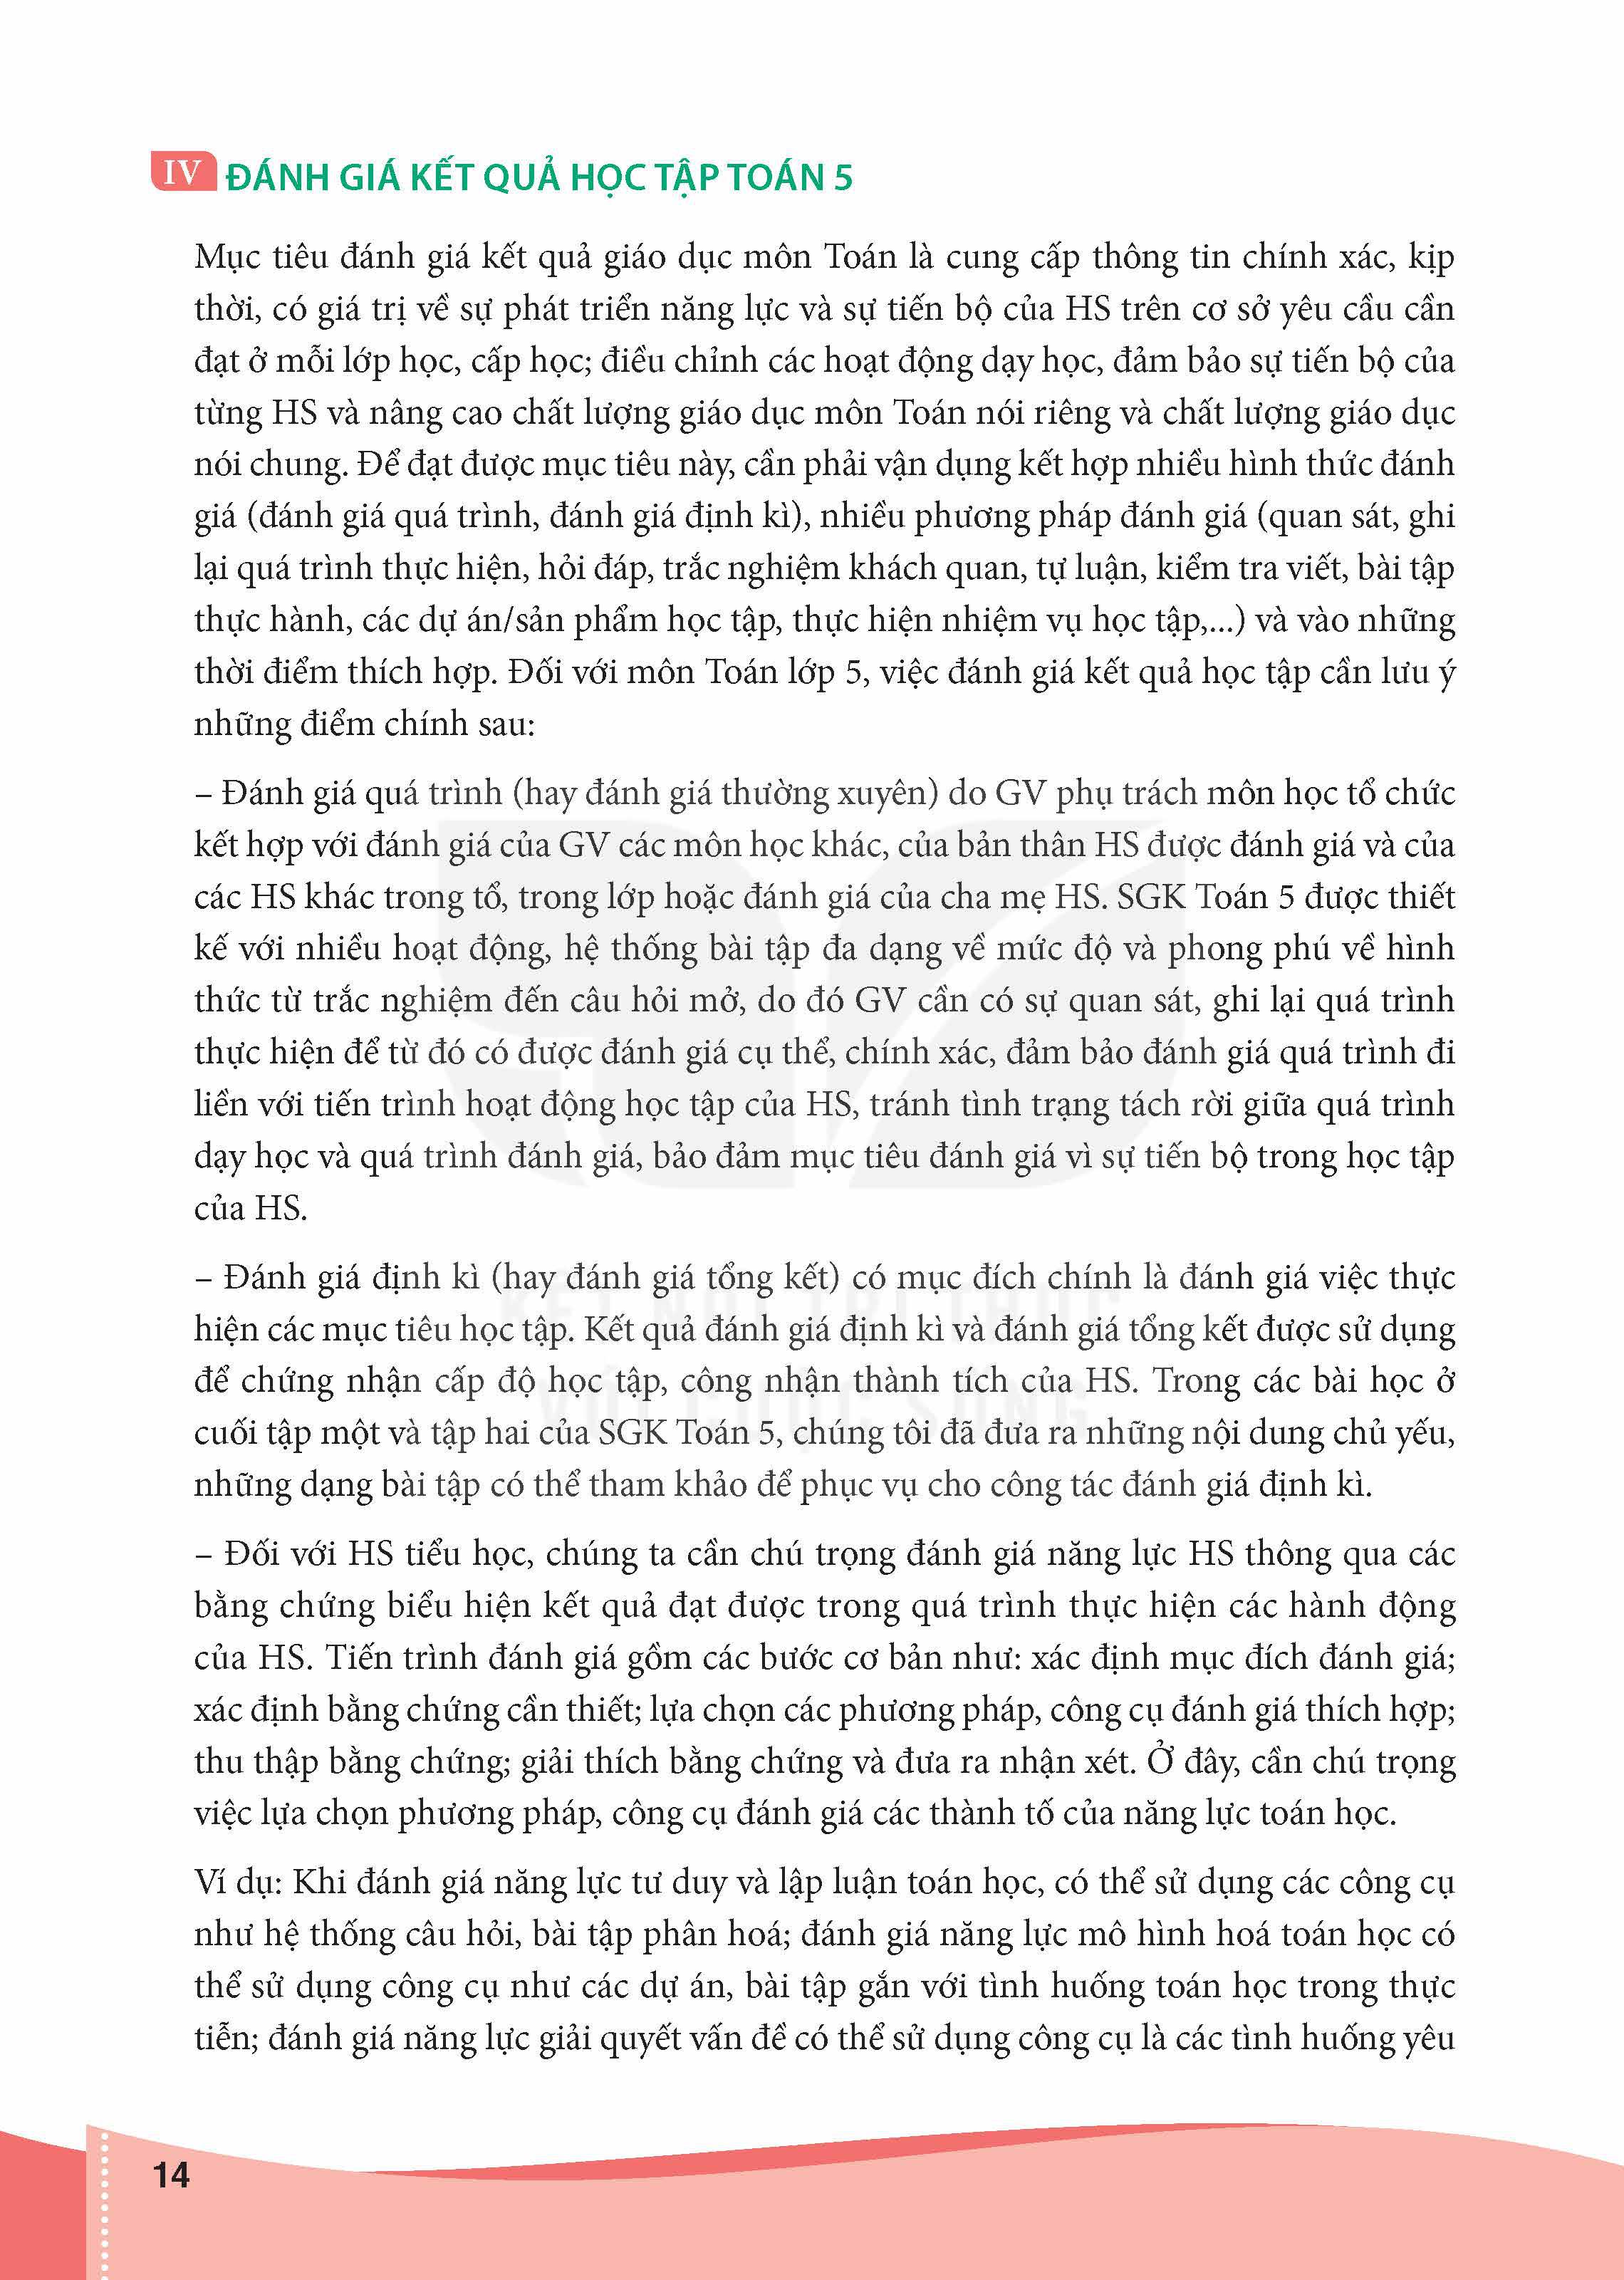 IV ĐÁNH GIÁ KẾT QUẢ HỌC TẬP TOÁN 5
Mục tiêu đánh giá kết quả giáo dục môn Toán là cung cấp thông tin chính xác, kịp
thời, có giá trị về sự phát triển năng lực và sự tiến bộ của HS trên cơ sở yêu cầu cần
đạt ở mỗi lớp học, cấp học; điều chỉnh các hoạt động dạy học, đảm bảo sự tiến bộ của
từng HS và nâng cao chất lượng giáo dục môn Toán nói riêng và chất lượng giáo dục
nói chung. Để đạt được mục tiêu này, cần phải vận dụng kết hợp nhiều hình thức đánh
giá (đánh giá quá trình, đánh giá định kì), nhiều phương pháp đánh giá (quan sát, ghi
lại quá trình thực hiện, hỏi đáp, trắc nghiệm khách quan, tự luận, kiểm tra viết, bài tập
thực hành, các dự án/sản phẩm học tập, thực hiện nhiệm vụ học tập,...) và vào những
thời điểm thích hợp. Đối với môn Toán lớp 5, việc đánh giá kết quả học tập cần lưu ý
những điểm chính sau:
– Đánh giá quá trình (hay đánh giá thường xuyên) do GV phụ trách môn học tổ chức
kết hợp với đánh giá của GV các môn học khác, của bản thân HS được đánh giá và của
các HS khác trong tổ, trong lớp hoặc đánh giá của cha mẹ HS. SGK Toán 5 được thiết
kế với nhiều hoạt động, hệ thống bài tập đa dạng về mức độ và phong phú về hình
thức từ trắc nghiệm đến câu hỏi mở, do đó GV cần có sự quan sát, ghi lại quá trình
thực hiện để từ đó có được đánh giá cụ thể, chính xác, đảm bảo đánh giá quá trình đi
liền với tiến trình hoạt động học tập của HS, tránh tình trạng tách rời giữa quá trình
dạy học và quá trình đánh giá, bảo đảm mục tiêu đánh giá vì sự tiến bộ trong học tập
của HS.
– Đánh giá định kì (hay đánh giá tổng kết) có mục đích chính là đánh giá việc thực
hiện các mục tiêu học tập. Kết quả đánh giá định kì và đánh giá tổng kết được sử dụng
để chứng nhận cấp độ học tập, công nhận thành tích của HS. Trong các bài học ở
cuối tập một và tập hai của SGK Toán 5, chúng tôi đã đưa ra những nội dung chủ yếu,
những dạng bài tập có thể tham khảo để phục vụ cho công tác đánh giá định kì.
– Đối với HS tiểu học, chúng ta cần chú trọng đánh giá năng lực HS thông qua các
bằng chứng biểu hiện kết quả đạt được trong quá trình thực hiện các hành động
của HS. Tiến trình đánh giá gồm các bước cơ bản như: xác định mục đích đánh giá;
xác định bằng chứng cần thiết; lựa chọn các phương pháp, công cụ đánh giá thích hợp;
thu thập bằng chứng; giải thích bằng chứng và đưa ra nhận xét. Ở đây, cần chú trọng
việc lựa chọn phương pháp, công cụ đánh giá các thành tố của năng lực toán học.
Ví dụ: Khi đánh giá năng lực tư duy và lập luận toán học, có thể sử dụng các công cụ
như hệ thống câu hỏi, bài tập phân hoá; đánh giá năng lực mô hình hoá toán học có
thể sử dụng công cụ như các dự án, bài tập gắn với tình huống toán học trong thực
tiễn; đánh giá năng lực giải quyết vấn đề có thể sử dụng công cụ là các tình huống yêu
KẾT NỐI TRI THỨC
VỚI CUỘC SỐNG
14